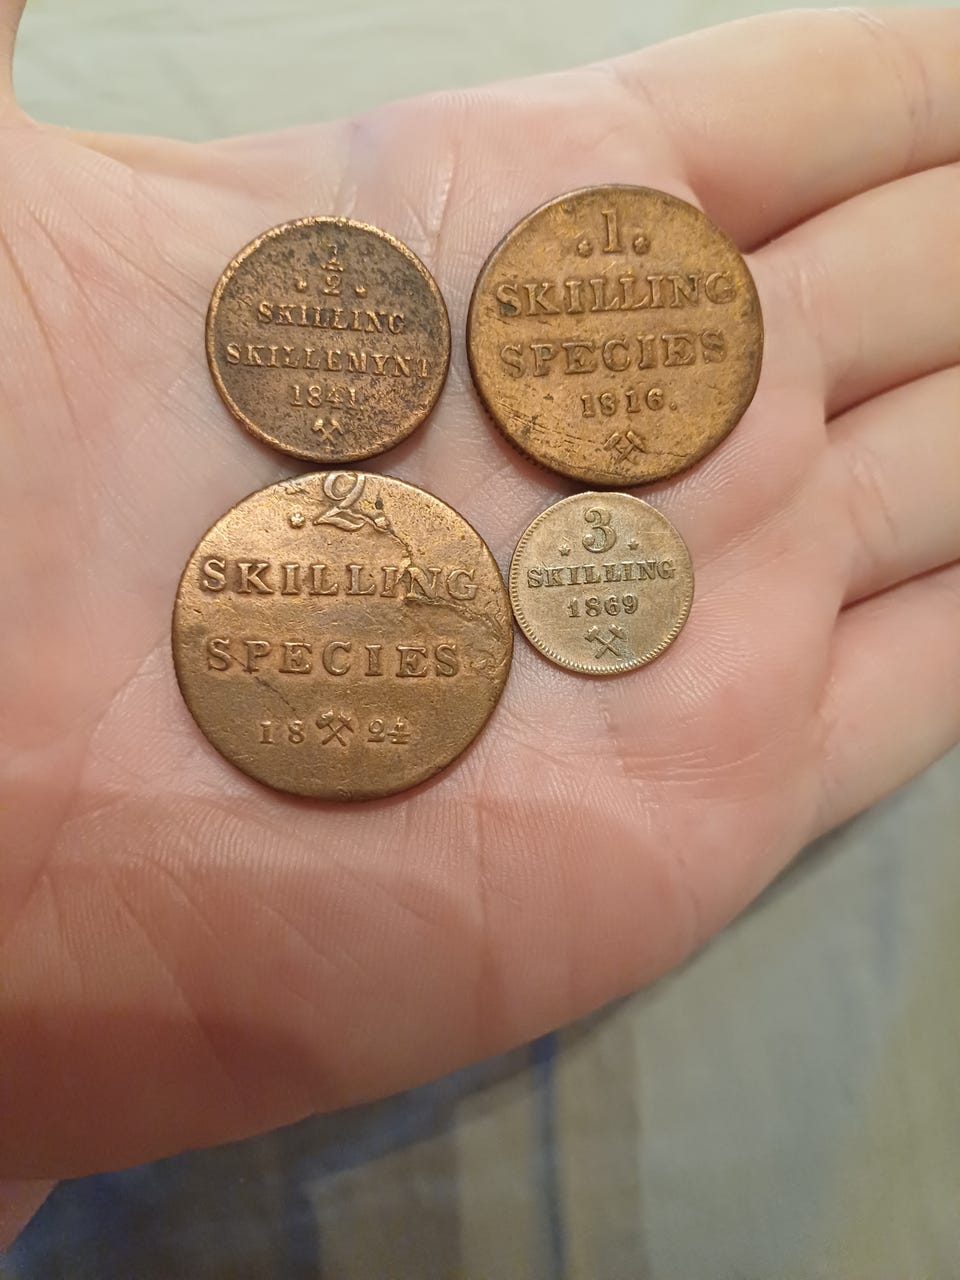 1/2
SKILLING
SKILLEMYNT
1841.
.1.
SKILLING
SPECIES
1816.
2.
SKILLING
SPECIES
18 24
3
SKILLING
1869